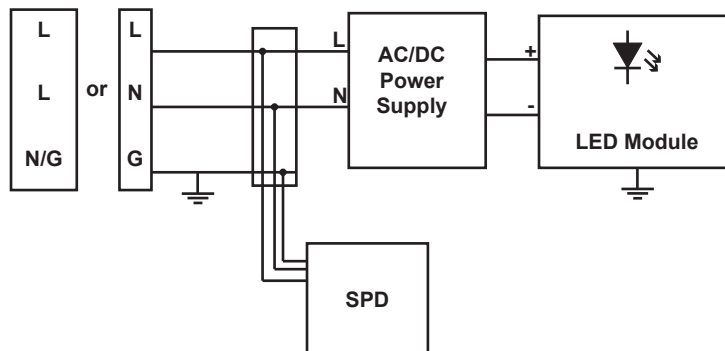 L
L
N/G
or
L
N
G
L
N
AC/DC
Power
Supply
+
-
LED Module
SPD